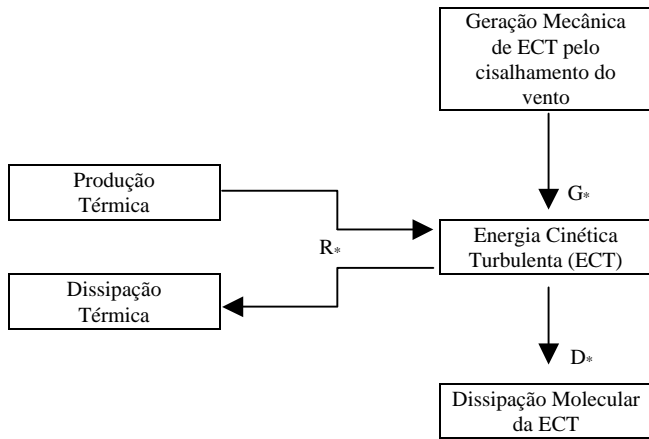 Geração Mecânica
de ECT pelo
cisalhamento do
vento
G*
Produção
Térmica
R*
Energia Cinética
Turbulenta (ECT)
Dissipação
Térmica
D*
Dissipação Molecular
da ECT